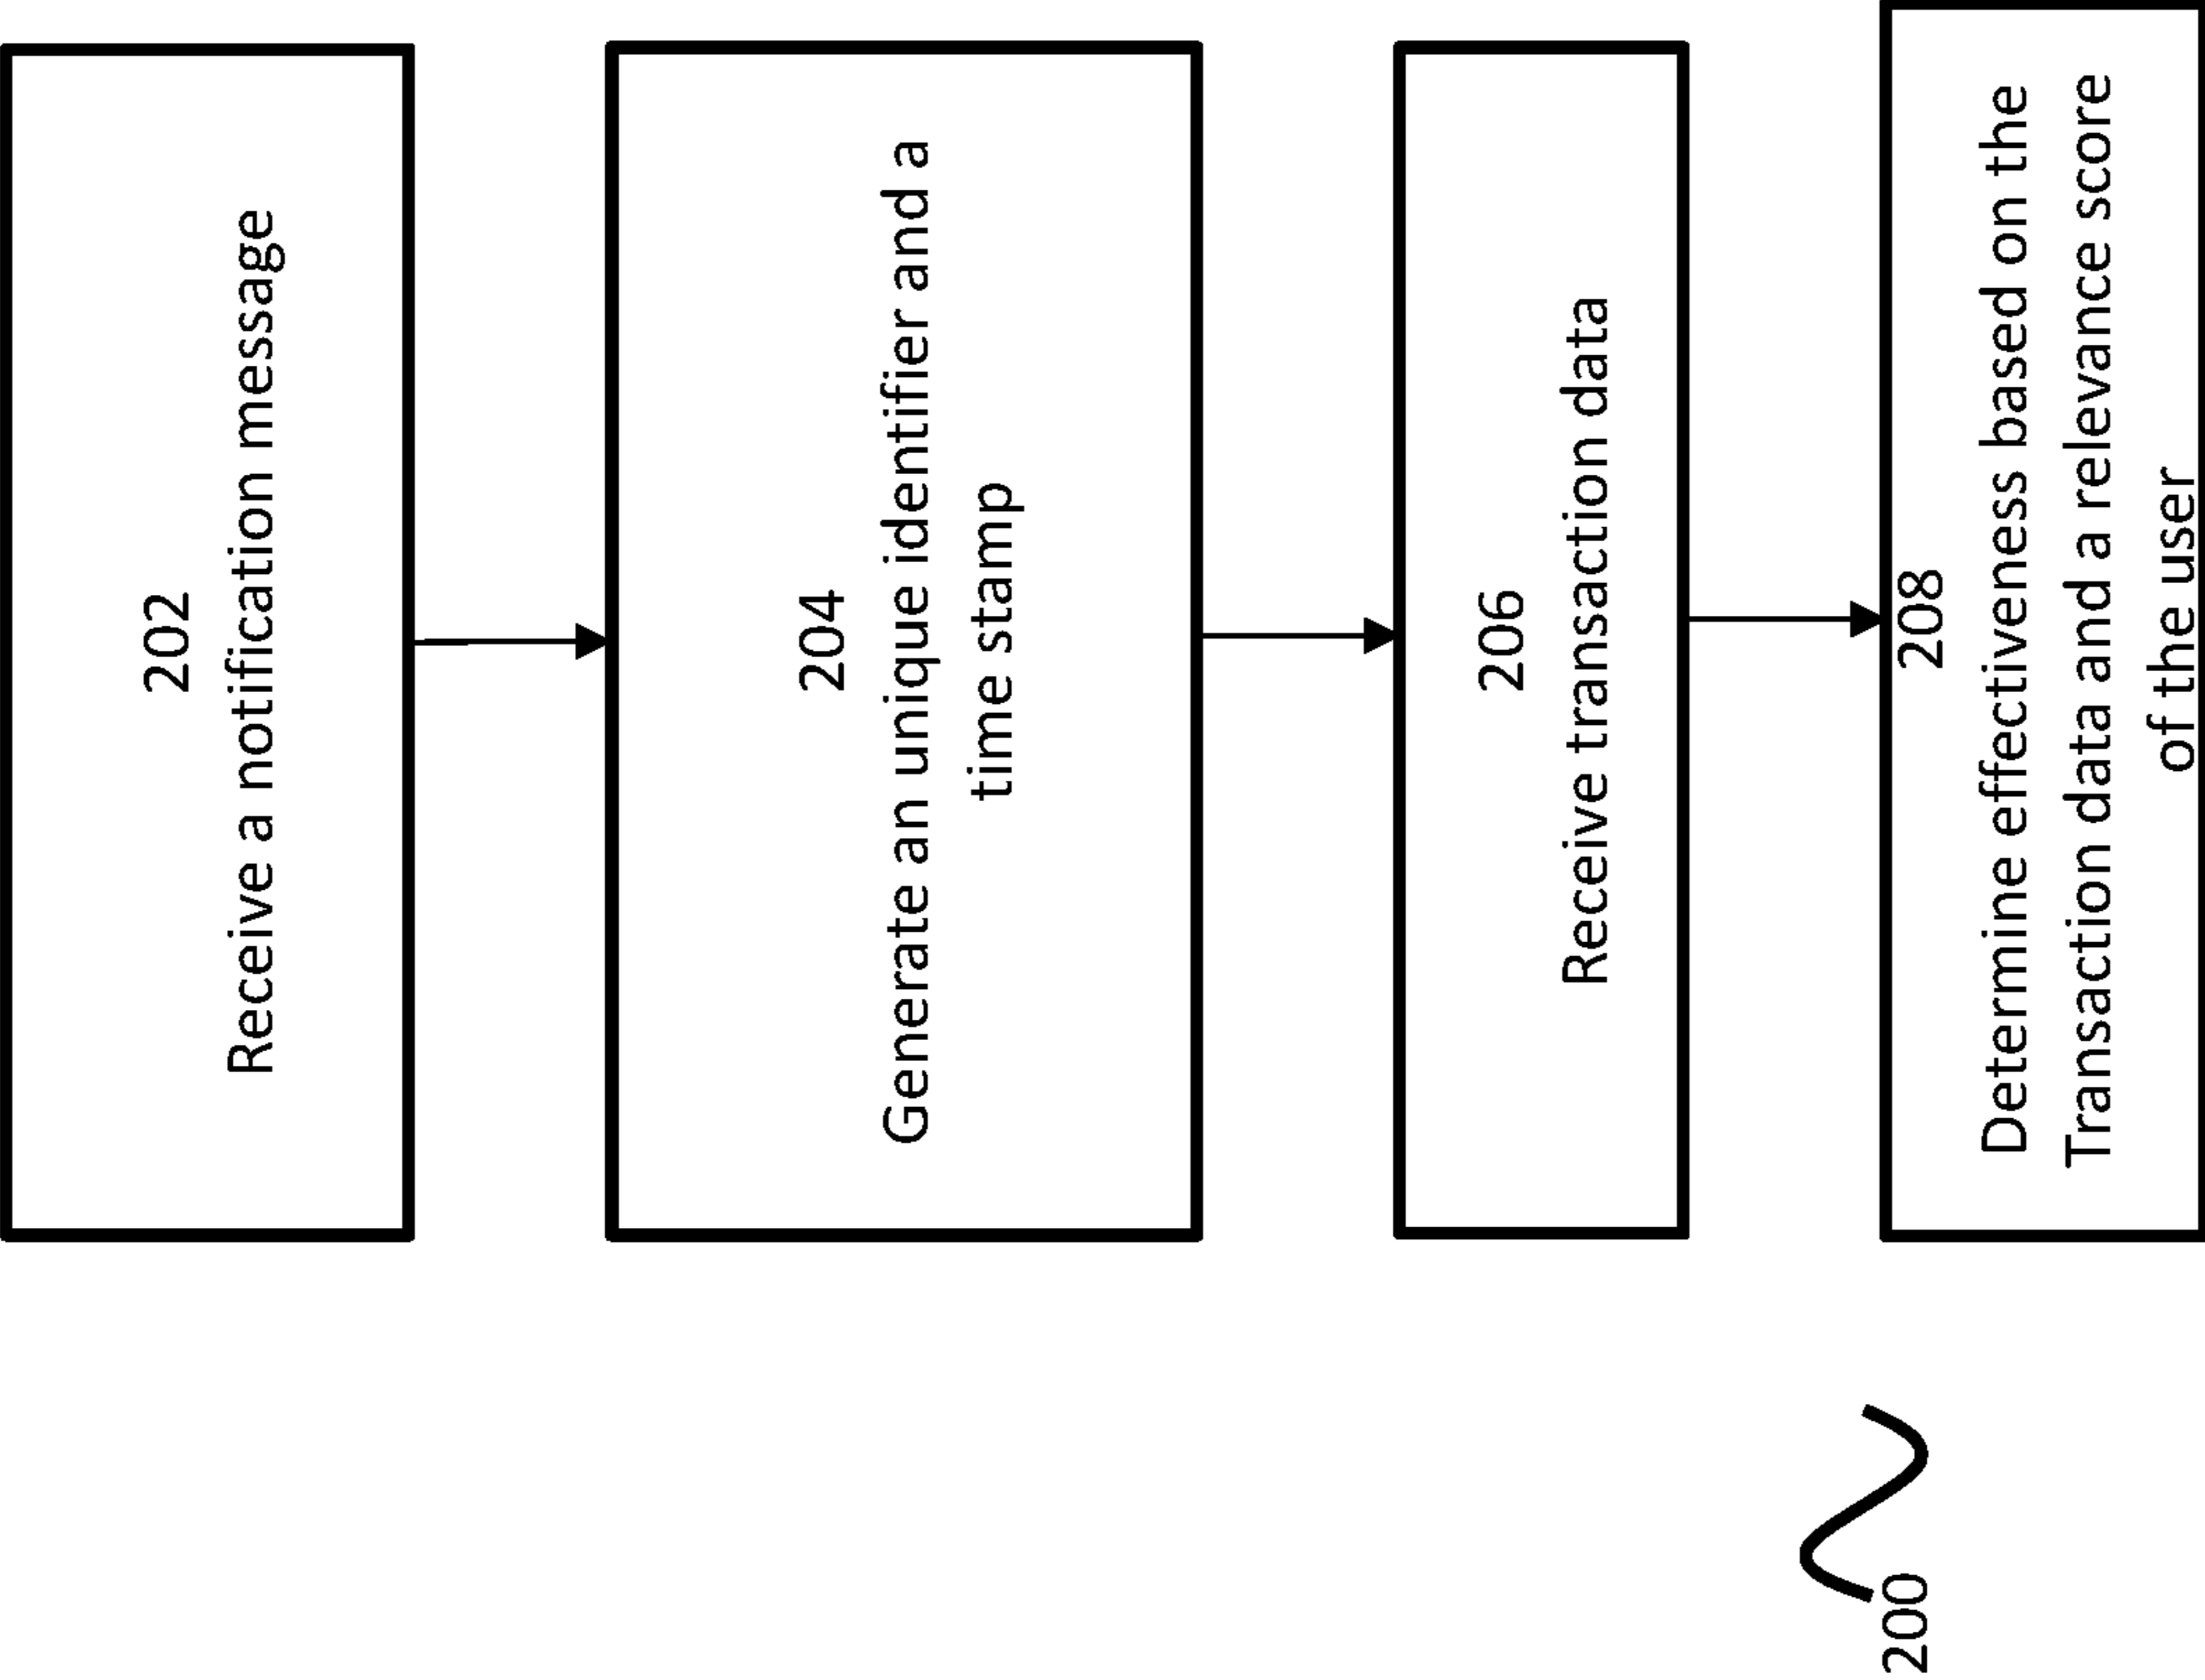 202
Receive a notification message
204
Generate an unique identifier and a
time stamp
206
Receive transaction data
208
Determine effectiveness based on the
Transaction data and a relevance score
of the user
200